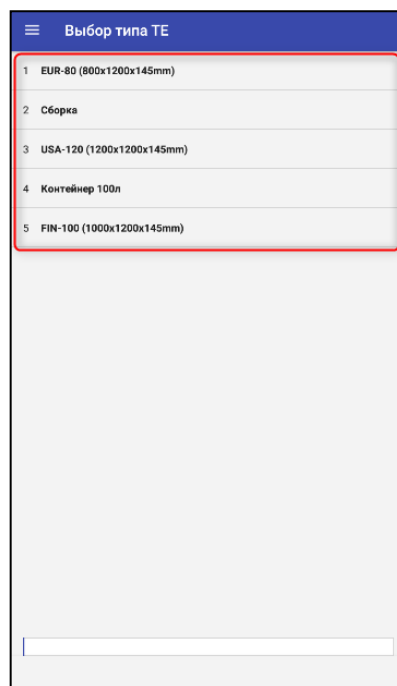 Выбор типа ТЕ
1 EUR-80 (800x1200x145mm)
2 Сборка
3 USA-120 (1200x1200x145mm)
4 Контейнер 100л
5 FIN-100 (1000x1200x145mm)